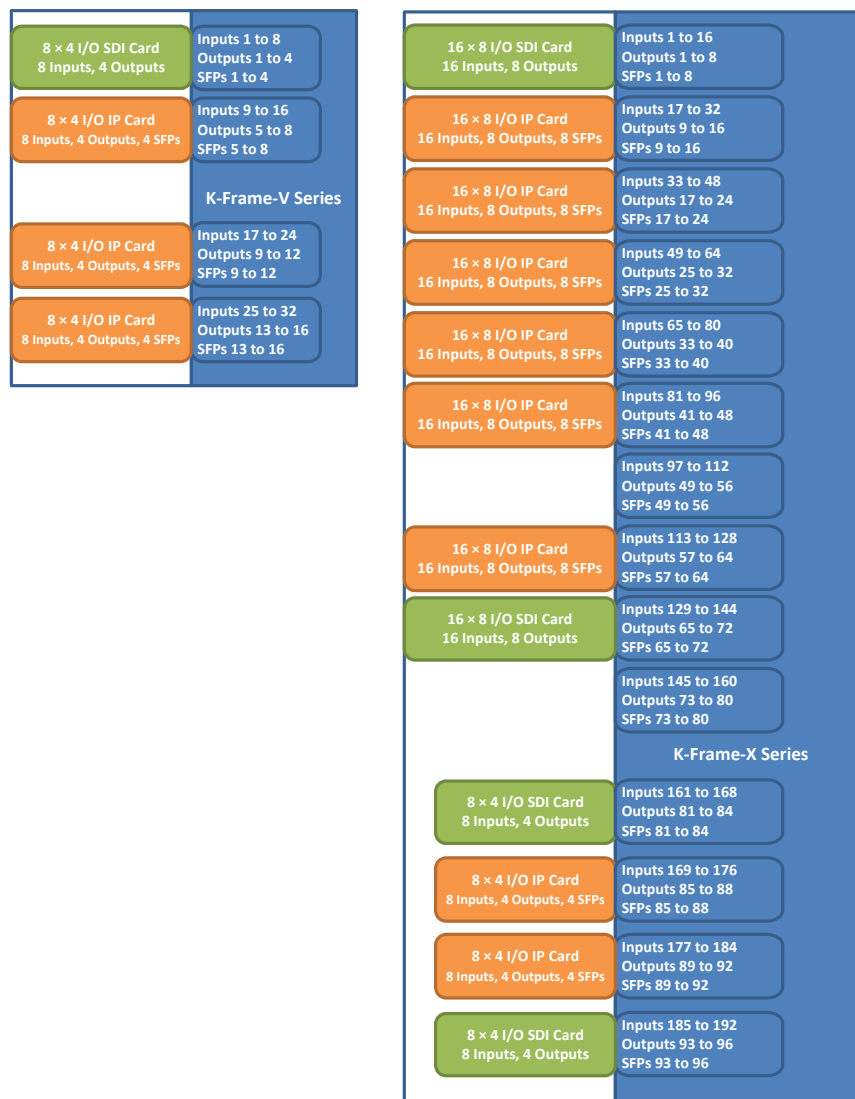 8 × 4 I/O SDI Card
8 Inputs, 4 Outputs
Inputs 1 to 8
Outputs 1 to 4
SFPs 1 to 4
8 × 4 I/O IP Card
8 Inputs, 4 Outputs, 4 SFPs
Inputs 9 to 16
Outputs 5 to 8
SFPs 5 to 8
K-Frame-V Series
8 × 4 I/O IP Card
8 Inputs, 4 Outputs, 4 SFPs
Inputs 17 to 24
Outputs 9 to 12
SFPs 9 to 12
8 × 4 I/O IP Card
8 Inputs, 4 Outputs, 4 SFPs
Inputs 25 to 32
Outputs 13 to 16
SFPs 13 to 16
16 × 8 I/O SDI Card
16 Inputs, 8 Outputs
Inputs 1 to 16
Outputs 1 to 8
SFPs 1 to 8
16 × 8 I/O IP Card
16 Inputs, 8 Outputs, 8 SFPs
Inputs 17 to 32
Outputs 9 to 16
SFPs 9 to 16
16 × 8 I/O IP Card
16 Inputs, 8 Outputs, 8 SFPs
Inputs 33 to 48
Outputs 17 to 24
SFPs 17 to 24
16 × 8 I/O IP Card
16 Inputs, 8 Outputs, 8 SFPs
Inputs 49 to 64
Outputs 25 to 32
SFPs 25 to 32
16 × 8 I/O IP Card
16 Inputs, 8 Outputs, 8 SFPs
Inputs 65 to 80
Outputs 33 to 40
SFPs 33 to 40
16 × 8 I/O IP Card
16 Inputs, 8 Outputs, 8 SFPs
Inputs 81 to 96
Outputs 41 to 48
SFPs 41 to 48
Inputs 97 to 112
Outputs 49 to 56
SFPs 49 to 56
16 × 8 I/O IP Card
16 Inputs, 8 Outputs, 8 SFPs
Inputs 113 to 128
Outputs 57 to 64
SFPs 57 to 64
16 × 8 I/O SDI Card
16 Inputs, 8 Outputs
Inputs 129 to 144
Outputs 65 to 72
SFPs 65 to 72
Inputs 145 to 160
Outputs 73 to 80
SFPs 73 to 80
K-Frame-X Series
8 × 4 I/O SDI Card
8 Inputs, 4 Outputs
Inputs 161 to 168
Outputs 81 to 84
SFPs 81 to 84
8 × 4 I/O IP Card
8 Inputs, 4 Outputs, 4 SFPs
Inputs 169 to 176
Outputs 85 to 88
SFPs 85 to 88
8 × 4 I/O IP Card
8 Inputs, 4 Outputs, 4 SFPs
Inputs 177 to 184
Outputs 89 to 92
SFPs 89 to 92
8 × 4 I/O SDI Card
8 Inputs, 4 Outputs
Inputs 185 to 192
Outputs 93 to 96
SFPs 93 to 96